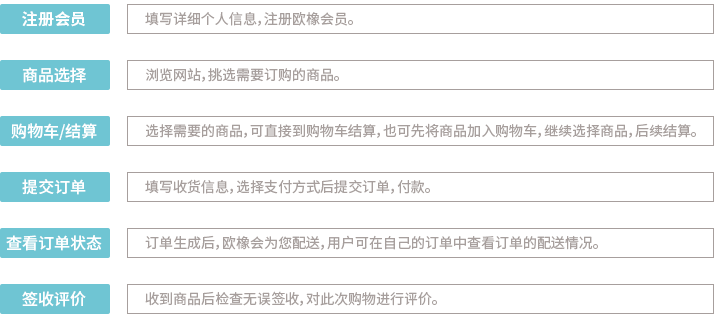 注册会员
填写详细个人信息，注册欧橡会员。
商品选择
浏览网站，挑选需要订购的商品。
购物车/结算
选择需要的商品，可直接到购物车结算，也可先将商品加入购物车，继续选择商品，后续结算。
提交订单
填写收货信息，选择支付方式后提交订单，付款。
查看订单状态
订单生成后，欧橡会为您配送，用户可在自己的订单中查看订单的配送情况。
签收评价
收到商品后检查无误签收，对此次购物进行评价。